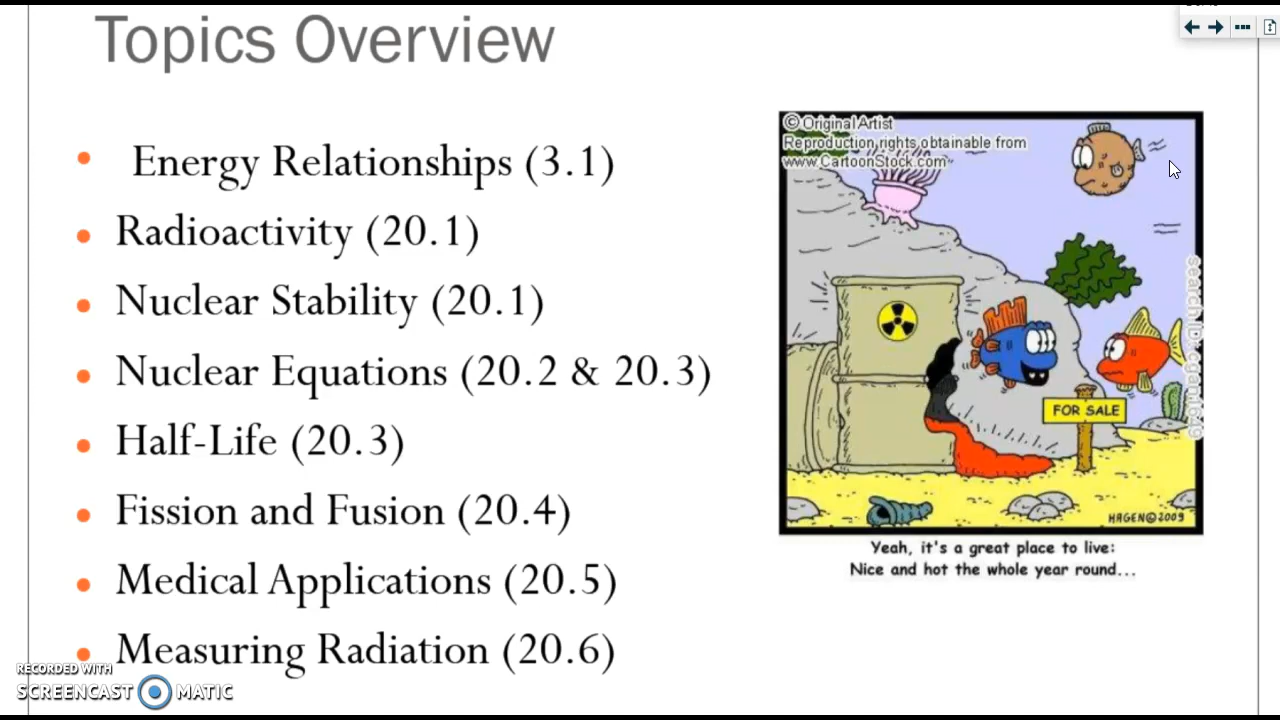 Topics Overview
• Energy Relationships (3.1)
• Radioactivity (20.1)
• Nuclear Stability (20.1)
• Nuclear Equations (20.2 & 20.3)
• Half-Life (20.3)
• Fission and Fusion (20.4)
• Medical Applications (20.5)
• Measuring Radiation (20.6)
© Original Artist
Reproduction rights obtainable from
www.CartoonStock.com
FOR SALE
HAGEN©2009
Yeah, it's a great place to live:
Nice and hot the whole year round...
RECORDED WITH
SCREENCAST MATIC